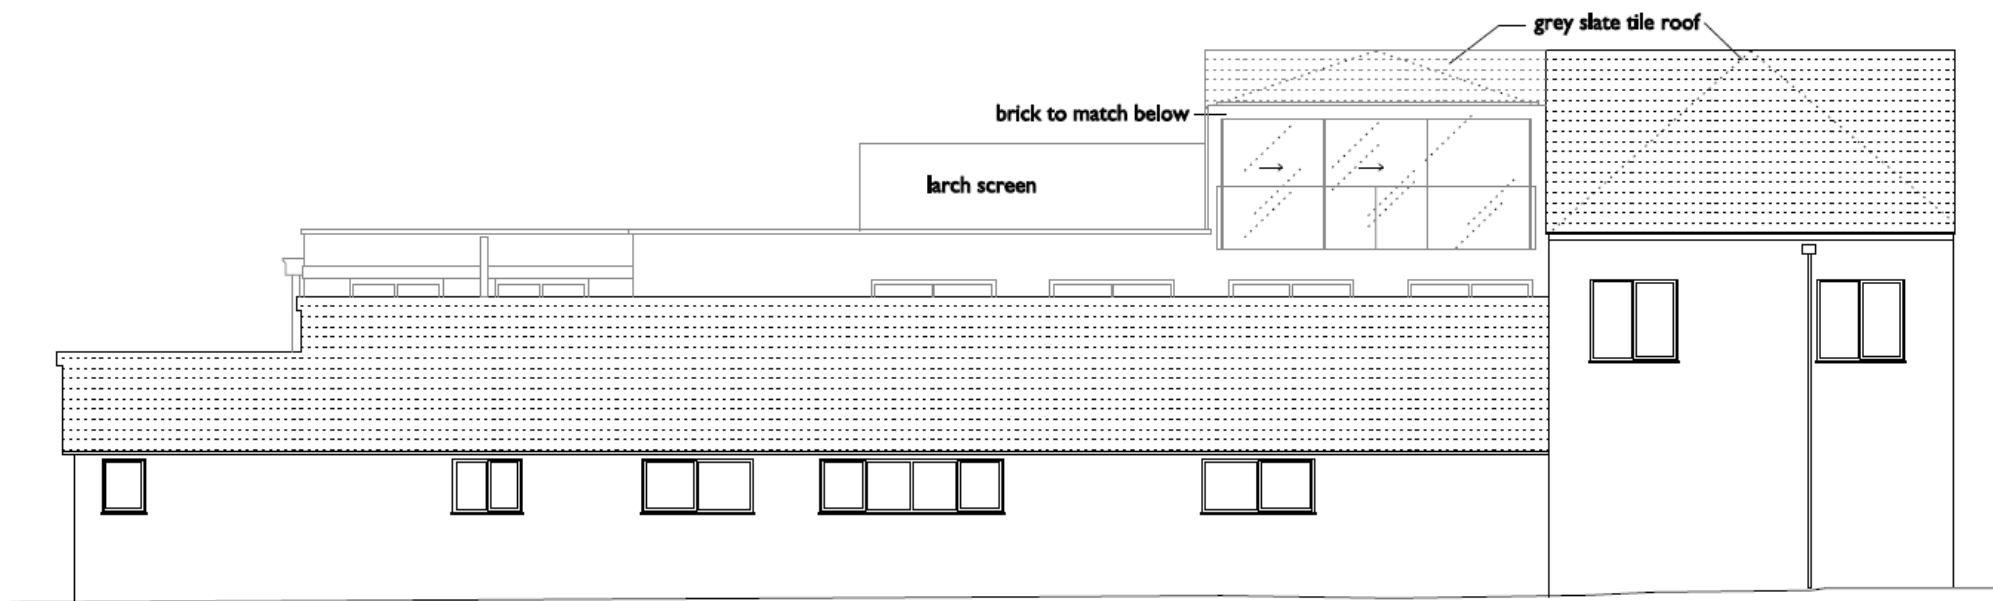 grey slate tile roof
brick to match below
larch screen